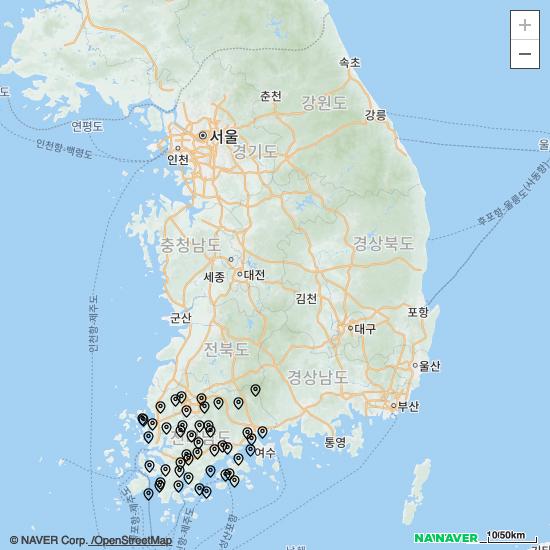 속초
춘천
강원도
강릉
도
연평도
서울
울
인천
경기도
인천항-백령도
후포항-울릉도(사동항)
충청남도
경상북도
세종
대전
인천항-제주도
김천
군산
포항
대구
전북도
울산
경상남도
부산
여수
통영
© NAVER Corp. /OpenStreetMap
NAVER
10/50km